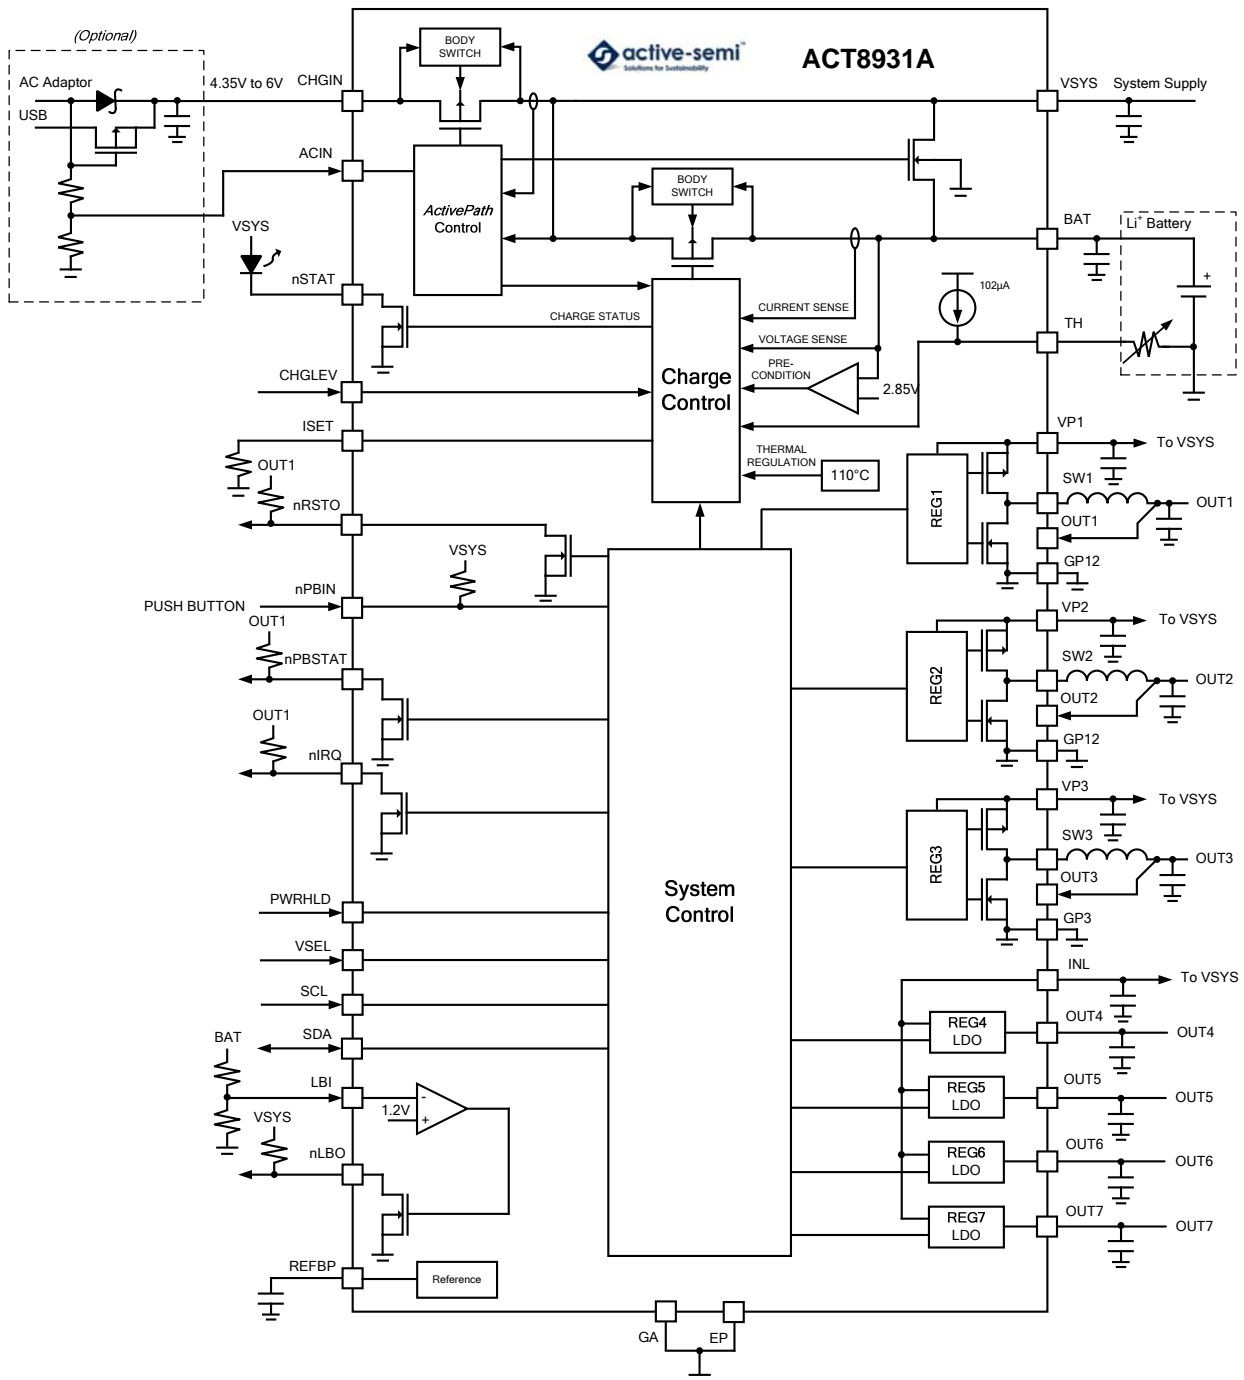 (Optional)
AC Adaptor
USB
4.35V to 6V
CHGIN
BODY
SWITCH
active-semi™
Solutions for Sustainability
ACT8931A
VSYS
System Supply
ACIN
ActivePath
Control
BODY
SWITCH
VSYS
nSTAT
BAT
Li+ Battery
+
102µA
CHARGE STATUS
CURRENT SENSE
VOLTAGE SENSE
PRE-
CONDITION
2.85V
TH
Charge
Control
CHGLEV
ISET
THERMAL
REGULATION
110°C
OUT1
nRSTO
VP1
To VSYS
REG1
SW1
OUT1
OUT1
GP12
VSYS
nPBIN
PUSH BUTTON
OUT1
nPBSTAT
VP2
To VSYS
REG2
SW2
OUT2
OUT2
GP12
OUT1
nIRQ
VP3
To VSYS
REG3
SW3
OUT3
OUT3
GP3
System
Control
PWRHLD
VSEL
SCL
SDA
BAT
LBI
1.2V
-
+
VSYS
nLBO
INL
To VSYS
REG4
LDO
OUT4
OUT4
REG5
LDO
OUT5
OUT5
REG6
LDO
OUT6
OUT6
REG7
LDO
OUT7
OUT7
REFBP
Reference
GA
EP